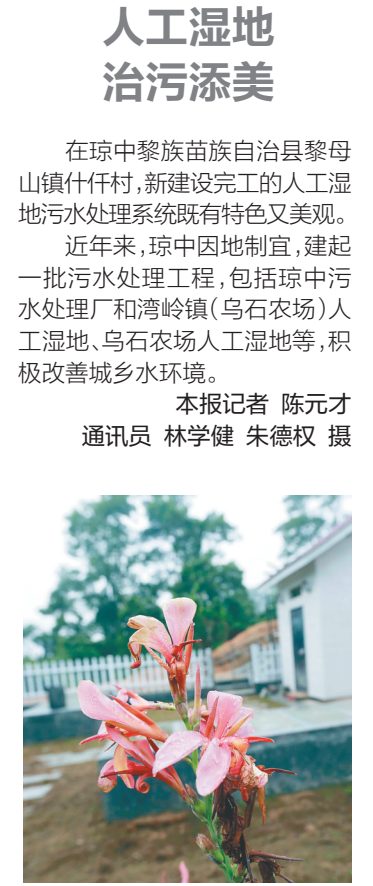 人工湿地
治污添美
在琼中黎族苗族自治县黎母
山镇什仟村，新建设完工的人工湿
地污水处理系统既有特色又美观。
近年来，琼中因地制宜，建起
一批污水处理工程，包括琼中污
水处理厂和湾岭镇（乌石农场）人
工湿地、乌石农场人工湿地等，积
极改善城乡水环境。
本报记者 陈元才
通讯员 林学健 朱德权 摄